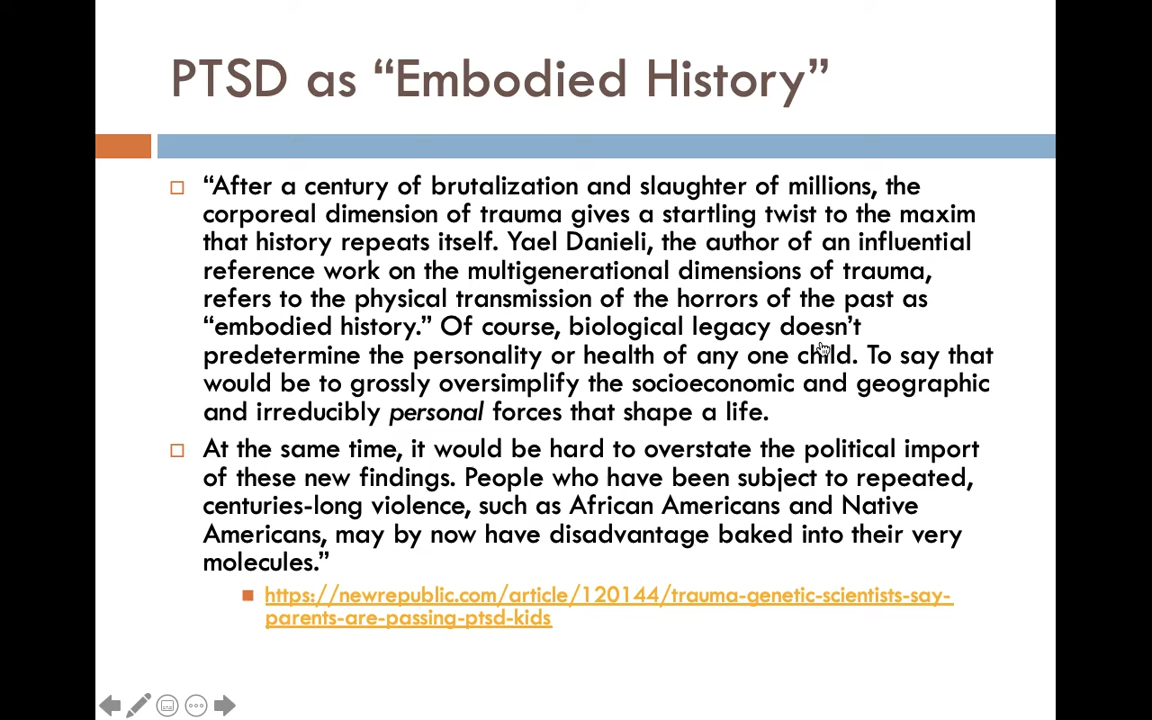 PTSD as “Embodied History”
“After a century of brutalization and slaughter of millions, the
corporeal dimension of trauma gives a startling twist to the maxim
that history repeats itself. Yael Danieli, the author of an influential
reference work on the multigenerational dimensions of trauma,
refers to the physical transmission of the horrors of the past as
“embodied history.” Of course, biological legacy doesn’t
predetermine the personality or health of any one child. To say that
would be to grossly oversimplify the socioeconomic and geographic
and irreducibly personal forces that shape a life.
At the same time, it would be hard to overstate the political import
of these new findings. People who have been subject to repeated,
centuries-long violence, such as African Americans and Native
Americans, may by now have disadvantage baked into their very
molecules.”
https://newrepublic.com/article/120144/trauma-genetic-scientists-say-
parents-are-passing-ptsd-kids